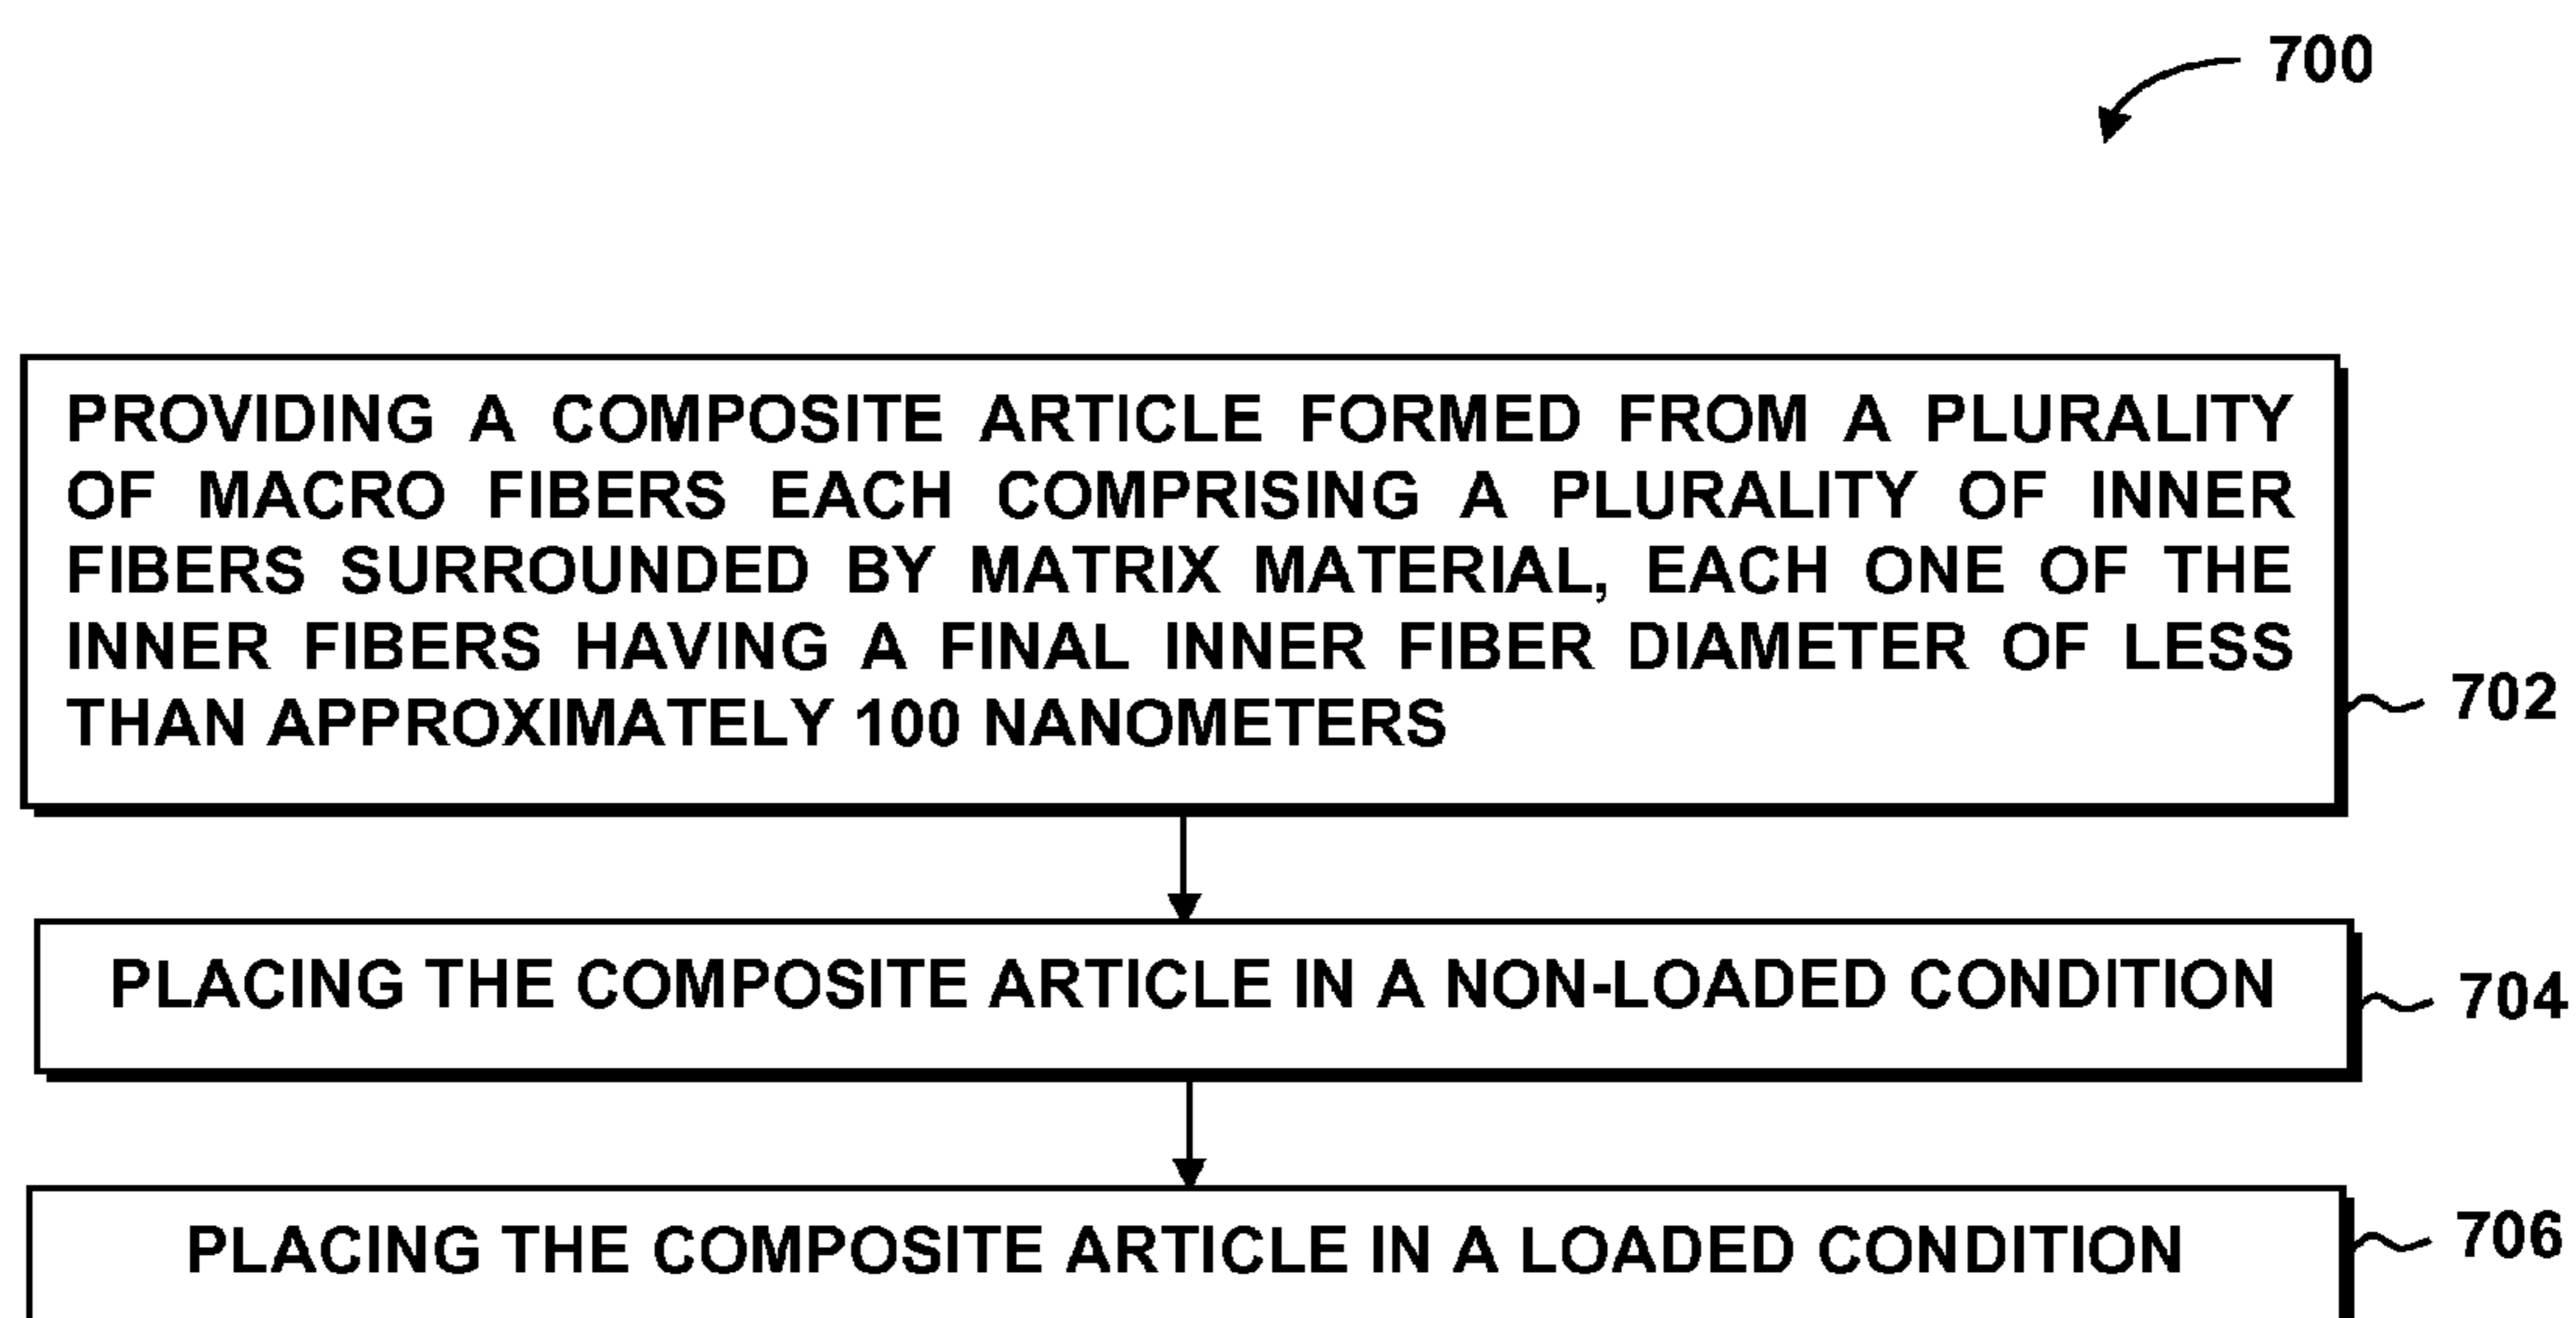 700
PROVIDING A COMPOSITE ARTICLE FORMED FROM A PLURALITY
OF MACRO FIBERS EACH COMPRISING A PLURALITY OF INNER
FIBERS SURROUNDED BY MATRIX MATERIAL, EACH ONE OF THE
INNER FIBERS HAVING A FINAL INNER FIBER DIAMETER OF LESS
THAN APPROXIMATELY 100 NANOMETERS
702
PLACING THE COMPOSITE ARTICLE IN A NON-LOADED CONDITION
704
PLACING THE COMPOSITE ARTICLE IN A LOADED CONDITION
706